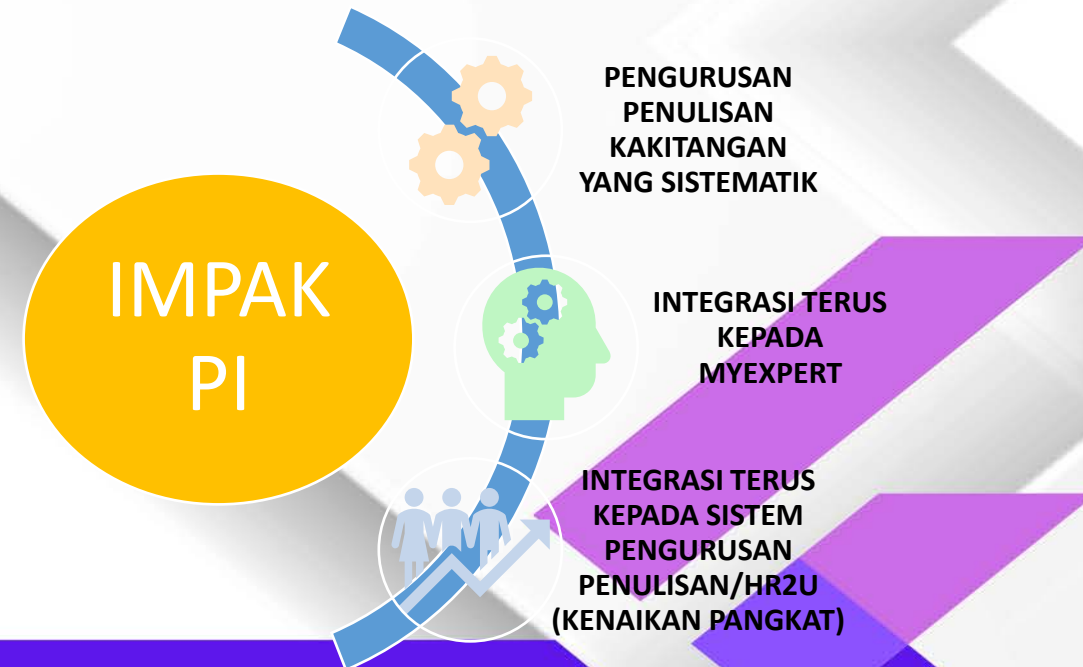 IMPAK
PI
PENGURUSAN
PENULISAN
KAKITANGAN
YANG SISTEMATIK
INTEGRASI TERUS
KEPADA
MYEXPERT
INTEGRASI TERUS
KEPADA SISTEM
PENGURUSAN
PENULISAN/HR2U
(KENAIKAN PANGKAT)